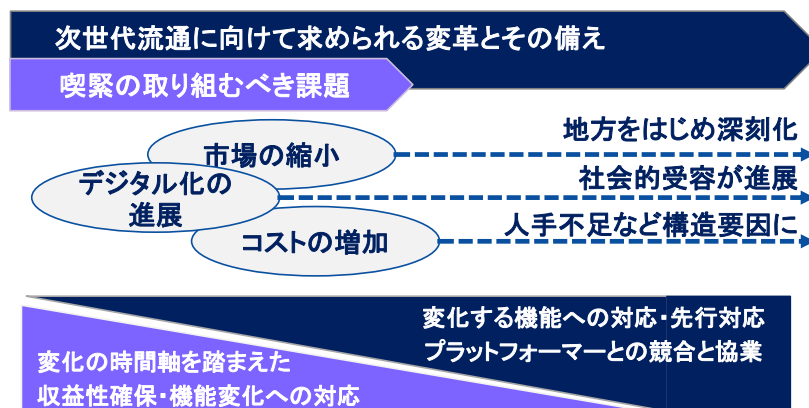 次世代流通に向けて求められる変革とその備え
喫緊の取り組むべき課題
市場の縮小
地方をはじめ深刻化
デジタル化の
進展
社会的受容が進展
コストの増加
人手不足など構造要因に
変化する機能への対応・先行対応
プラットフォーマーとの競合と協業
変化の時間軸を踏まえた
収益性確保・機能変化への対応